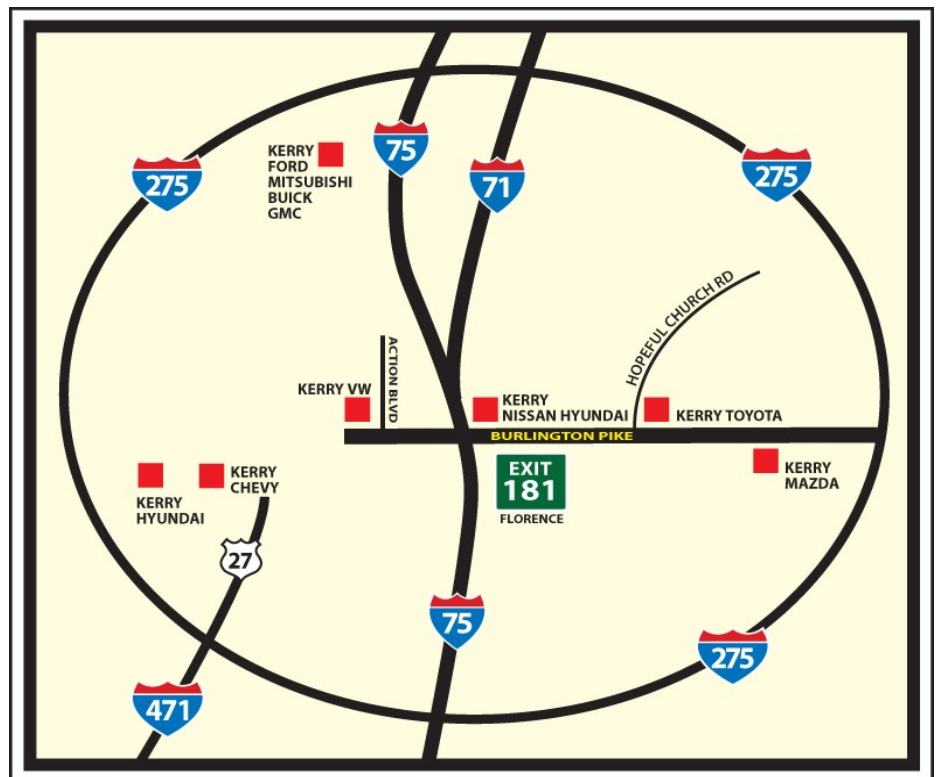 75
71
275
275
KERRY
FORD
MITSUBISHI
BUICK
GMC
HOPEFUL CHURCH RD
ACTION BLVD
KERRY VW
KERRY
NISSAN HYUNDAI
KERRY TOYOTA
BURLINGTON PIKE
EXIT
181
FLORENCE
KERRY
MAZDA
KERRY
HYUNDAI
KERRY
CHEVY
27
75
275
471